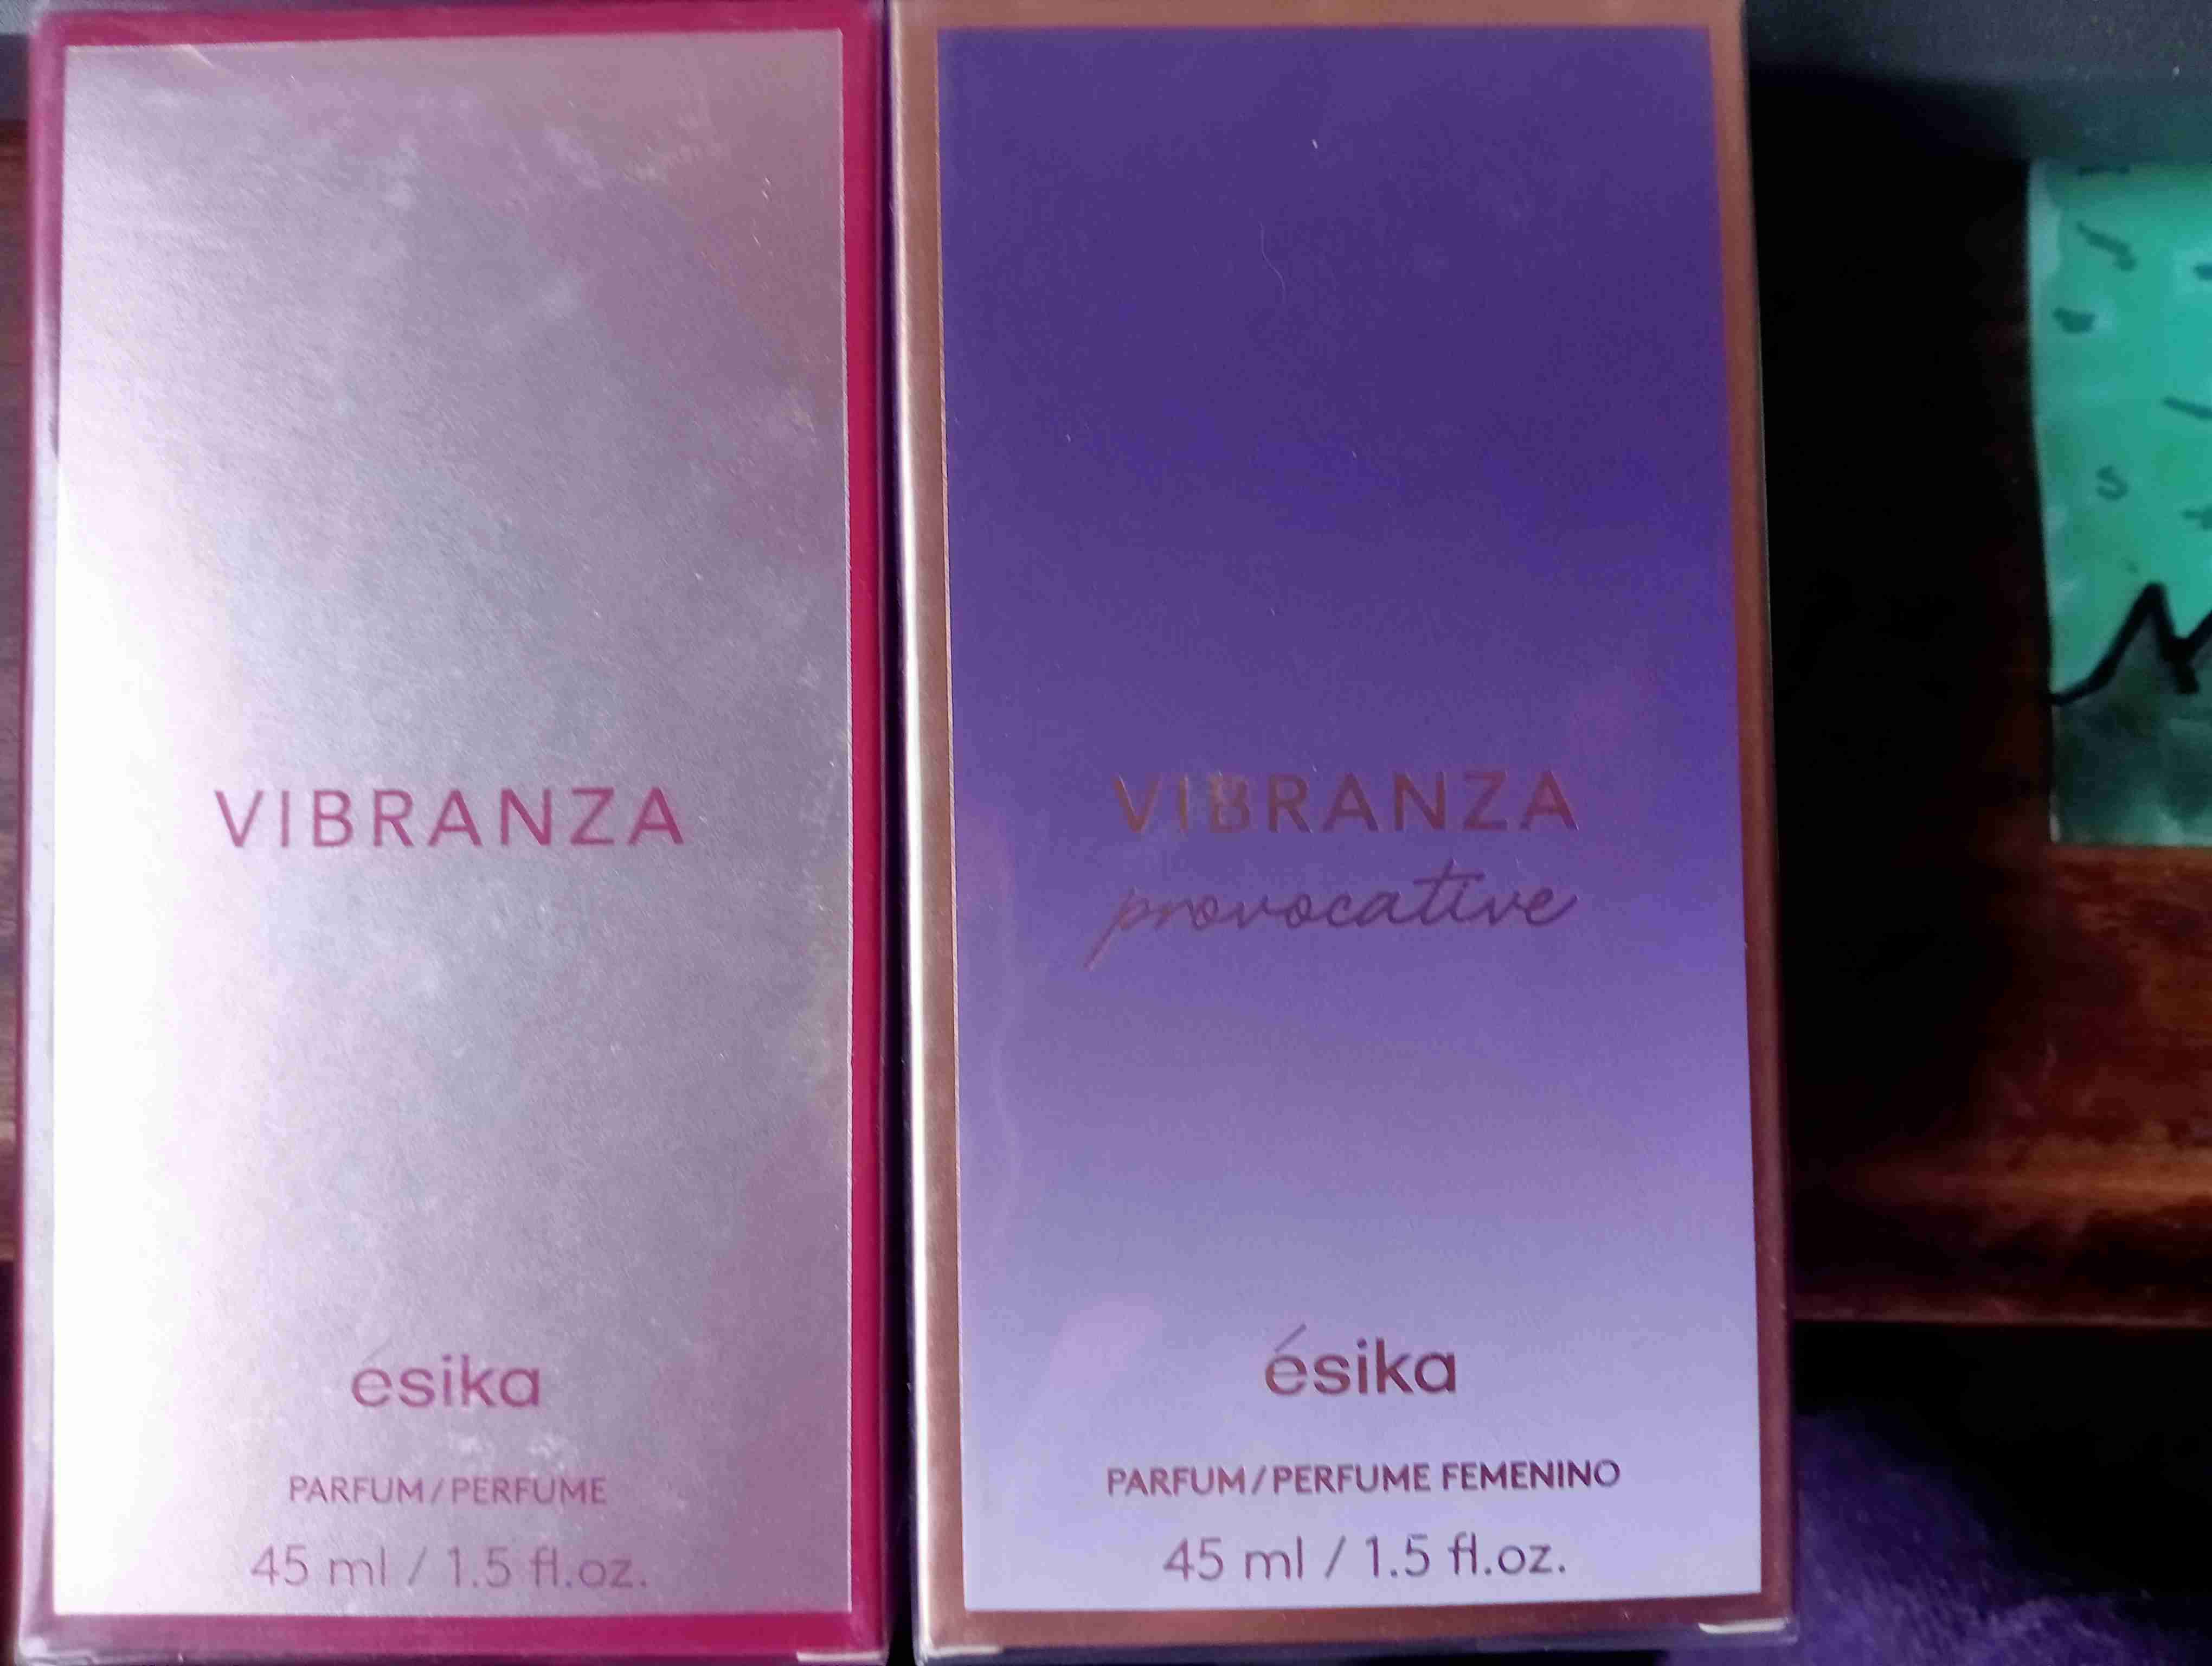 VIBRANZA
ésika
PARFUM/PERFUME
45 ml / 1.5 fl.oz.
VIBRANZA
provocative
ésika
PARFUM/PERFUME FEMENINO
45 ml / 1.5 fl.oz.